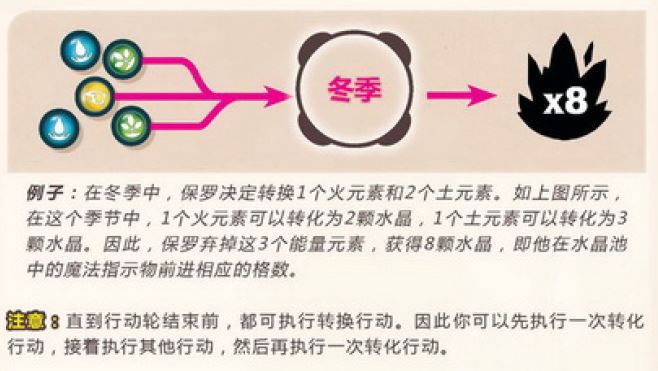 冬季
x8
例子：在冬季中，保罗决定转换1个火元素和2个土元素。如上图所示，
在这个季节中，1个火元素可以转化为2颗水晶，1个土元素可以转化为3
颗水晶。因此，保罗弃掉这3个能量元素，获得8颗水晶，即他在水晶池
中的魔法指示物前进相应的格数。
注意：直到行动轮结束前，都可执行转换行动。因此你可以先执行一次转化
行动，接着执行其他行动，然后再执行一次转化行动。